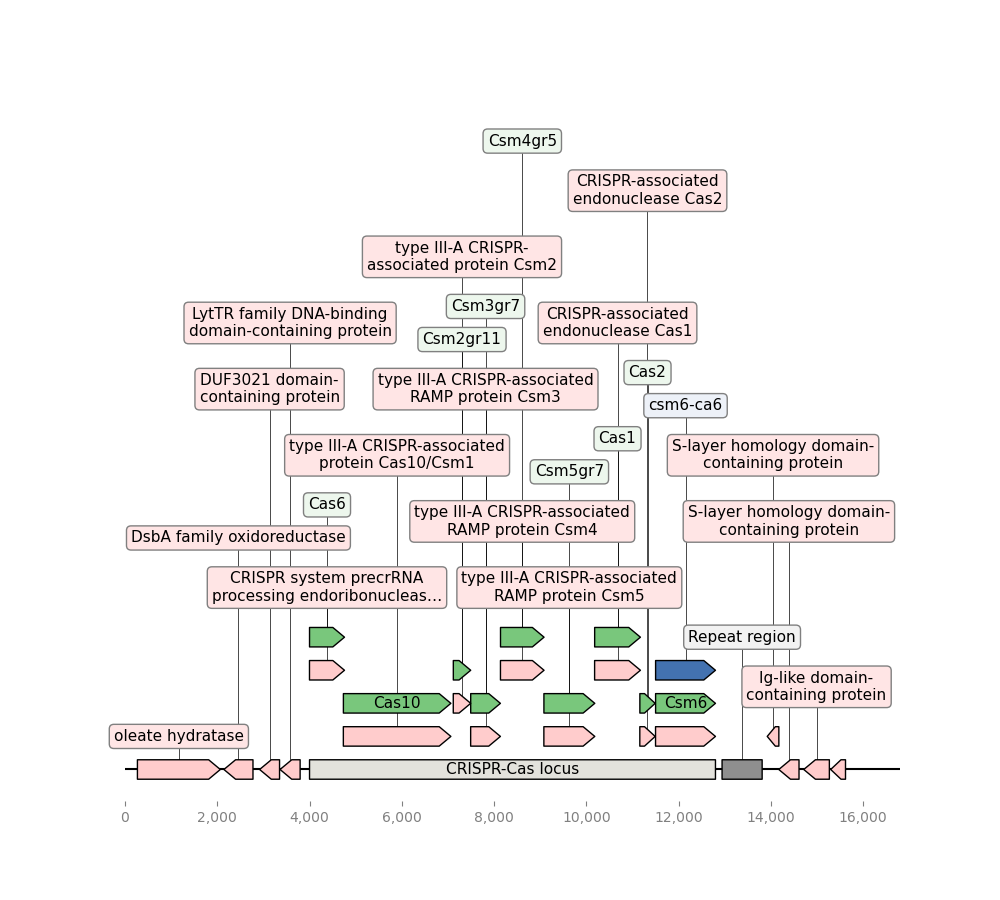 Csm4gr5
CRISPR-associated
endonuclease Cas2
type III-A CRISPR-
associated protein Csm2
Csm3gr7
LytTR family DNA-binding
domain-containing protein
CRISPR-associated
endonuclease Cas1
Csm2gr11
Cas2
DUF3021 domain-
containing protein
type III-A CRISPR-associated
RAMP protein Csm3
csm6-ca6
Cas1
type III-A CRISPR-associated
protein Cas10/Csm1
S-layer homology domain-
containing protein
Csm5gr7
Cas6
type III-A CRISPR-associated
RAMP protein Csm4
S-layer homology domain-
containing protein
DsbA family oxidoreductase
CRISPR system precrRNA
processing endoribonucleas...
type III-A CRISPR-associated
RAMP protein Csm5
Repeat region
Ig-like domain-
containing protein
Cas10
Csm6
oleate hydratase
CRISPR-Cas locus
0
2,000
4,000
6,000
8,000
10,000
12,000
14,000
16,000